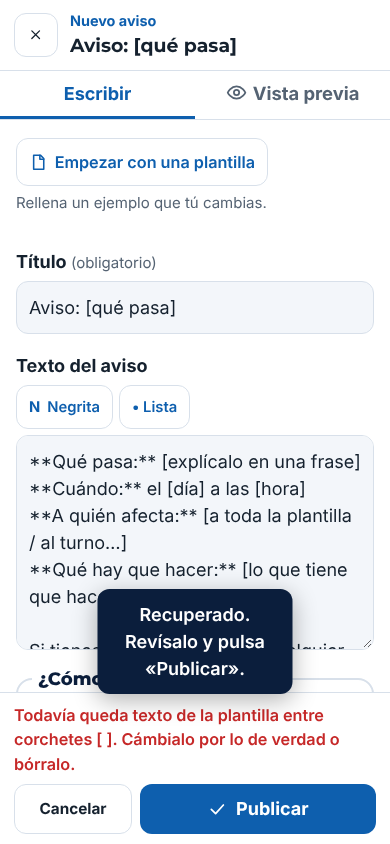 Nuevo aviso
Aviso: [qué pasa]
Escribir
Vista previa
Empezar con una plantilla
Rellena un ejemplo que tú cambias.
Título (obligatorio)
Aviso: [qué pasa]
Texto del aviso
N Negrita
• Lista
**Qué pasa:** [explícalo en una frase]
**Cuándo:** el [día] a las [hora]
**A quién afecta:** [a toda la plantilla
/ al turno...]
**Qué hay que hacer:** [lo que tiene
que
Recuperado.
Revísalo y pulsa
«Publicar».
Todavía queda texto de la plantilla entre
corchetes [ ]. Cámbialo por lo de verdad o
bórralo.
Cancelar
Publicar